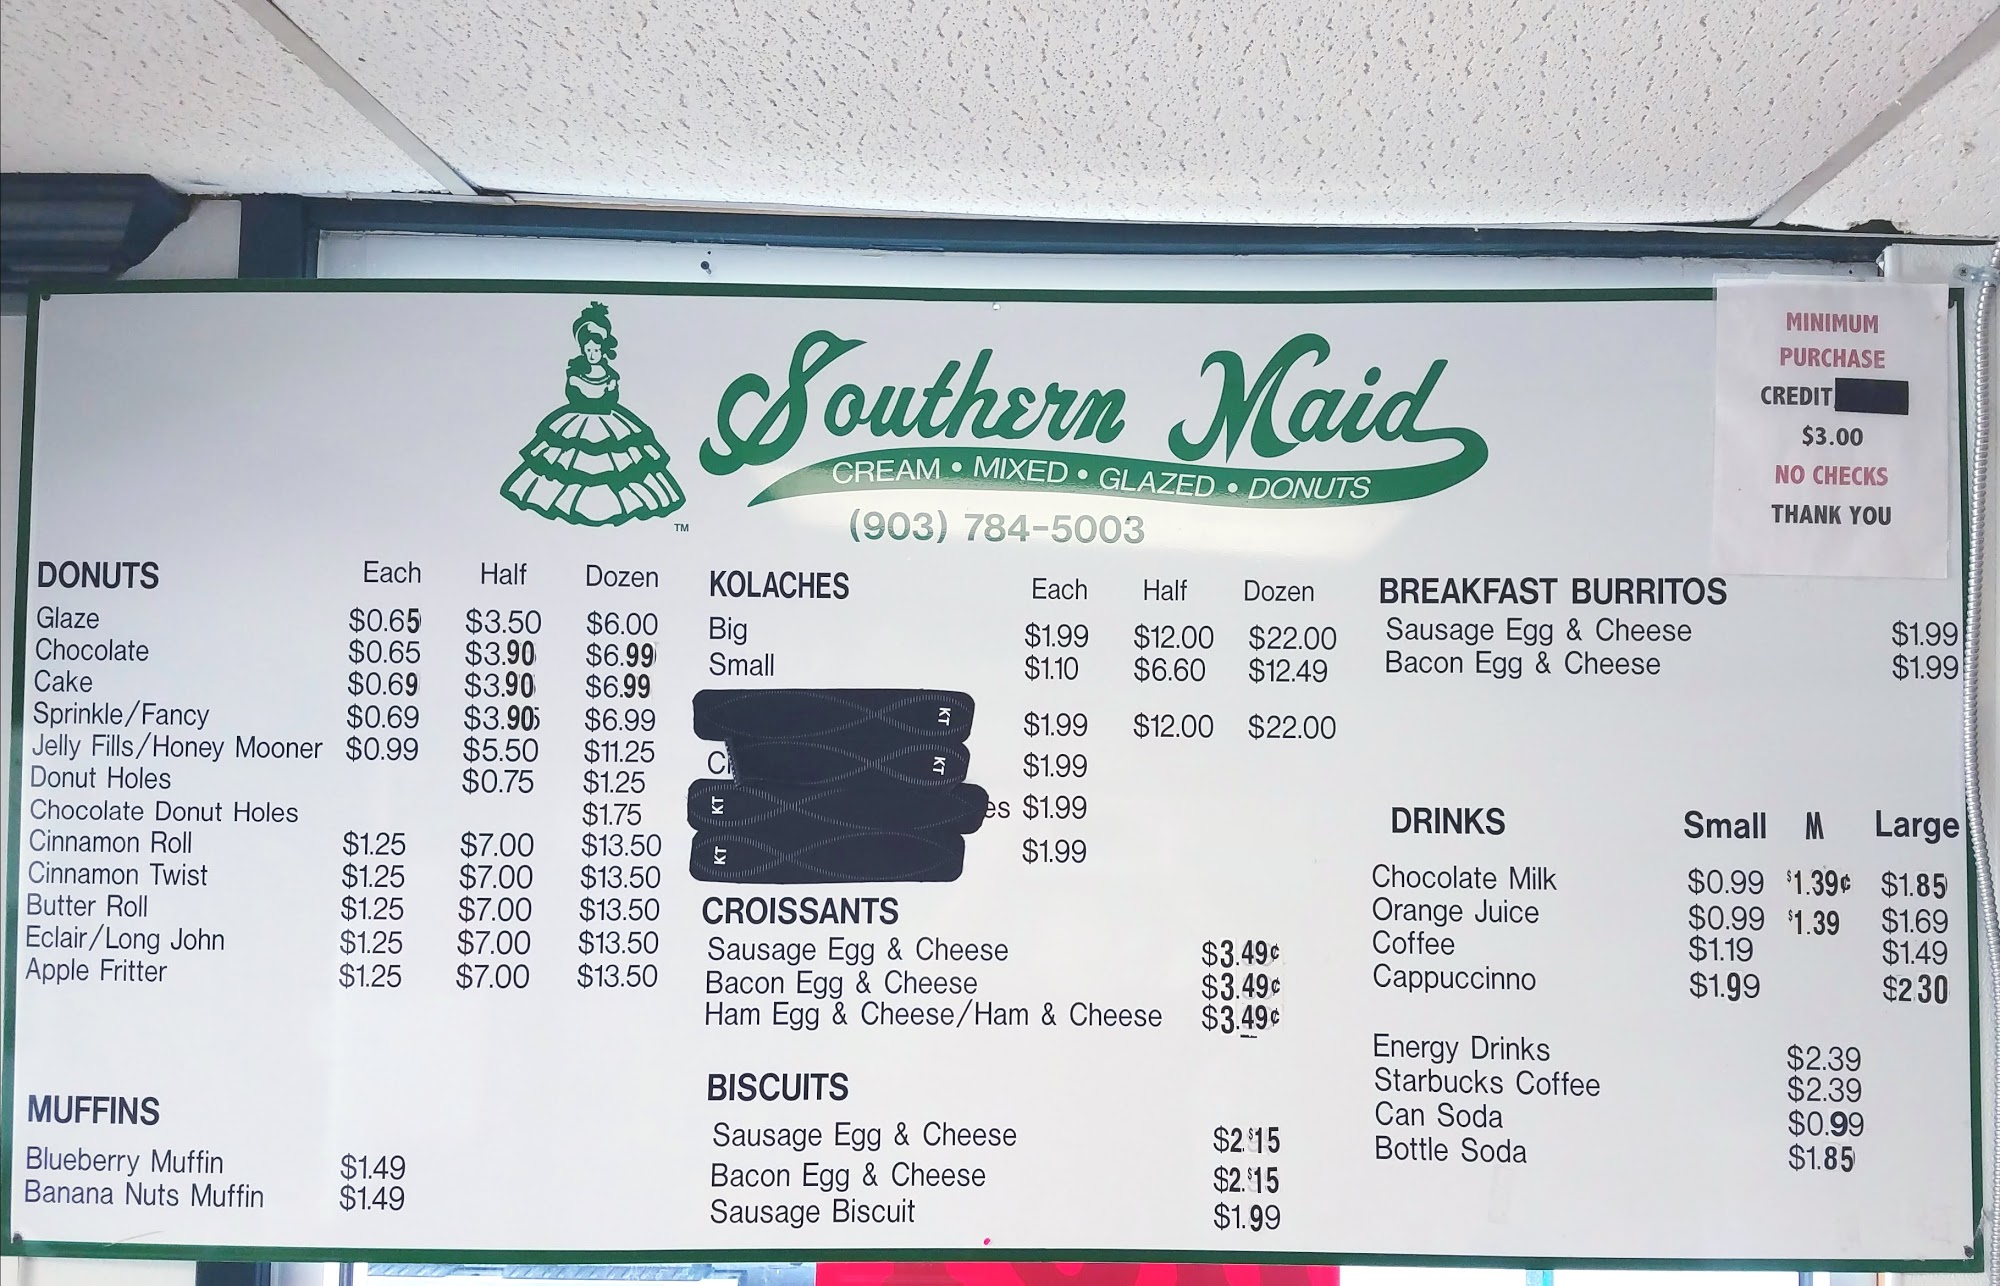 MINIMUM
PURCHASE
CREDIT
$3.00
NO CHECKS
THANK YOU
Southern Maid
CREAM • MIXED • GLAZED • DONUTS
TM
(903) 784-5003
DONUTS Each Half Dozen
Glaze $0.65 $3.50 $6.00
Chocolate $0.65 $3.90 $6.99
Cake $0.69 $3.90 $6.99
Sprinkle/Fancy $0.69 $3.90 $6.99
Jelly Fills/Honey Mooner $0.99 $5.50 $11.25
Donut Holes $0.75 $1.25
Chocolate Donut Holes $1.75
Cinnamon Roll $1.25 $7.00 $13.50
Cinnamon Twist $1.25 $7.00 $13.50
Butter Roll $1.25 $7.00 $13.50
Eclair/Long John $1.25 $7.00 $13.50
Apple Fritter $1.25 $7.00 $13.50
MUFFINS
Blueberry Muffin $1.49
Banana Nuts Muffin $1.49
KOLACHES Each Half Dozen
Big $1.99 $12.00 $22.00
Small $1.10 $6.60 $12.49
KT $1.99 $12.00 $22.00
KT $1.99
KT $1.99
KT $1.99
CROISSANTS
Sausage Egg & Cheese $3.49¢
Bacon Egg & Cheese $3.49¢
Ham Egg & Cheese/Ham & Cheese $3.49¢
BISCUITS
Sausage Egg & Cheese $2.$15
Bacon Egg & Cheese $2.$15
Sausage Biscuit $1.99
BREAKFAST BURRITOS
Sausage Egg & Cheese $1.99
Bacon Egg & Cheese $1.99
DRINKS Small M Large
Chocolate Milk $0.99 $1.39¢ $1.85
Orange Juice $0.99 $1.39 $1.69
Coffee $1.19 $1.49
Cappuccinno $1.99 $2 30
Energy Drinks $2.39
Starbucks Coffee $2.39
Can Soda $0.99
Bottle Soda $1.85